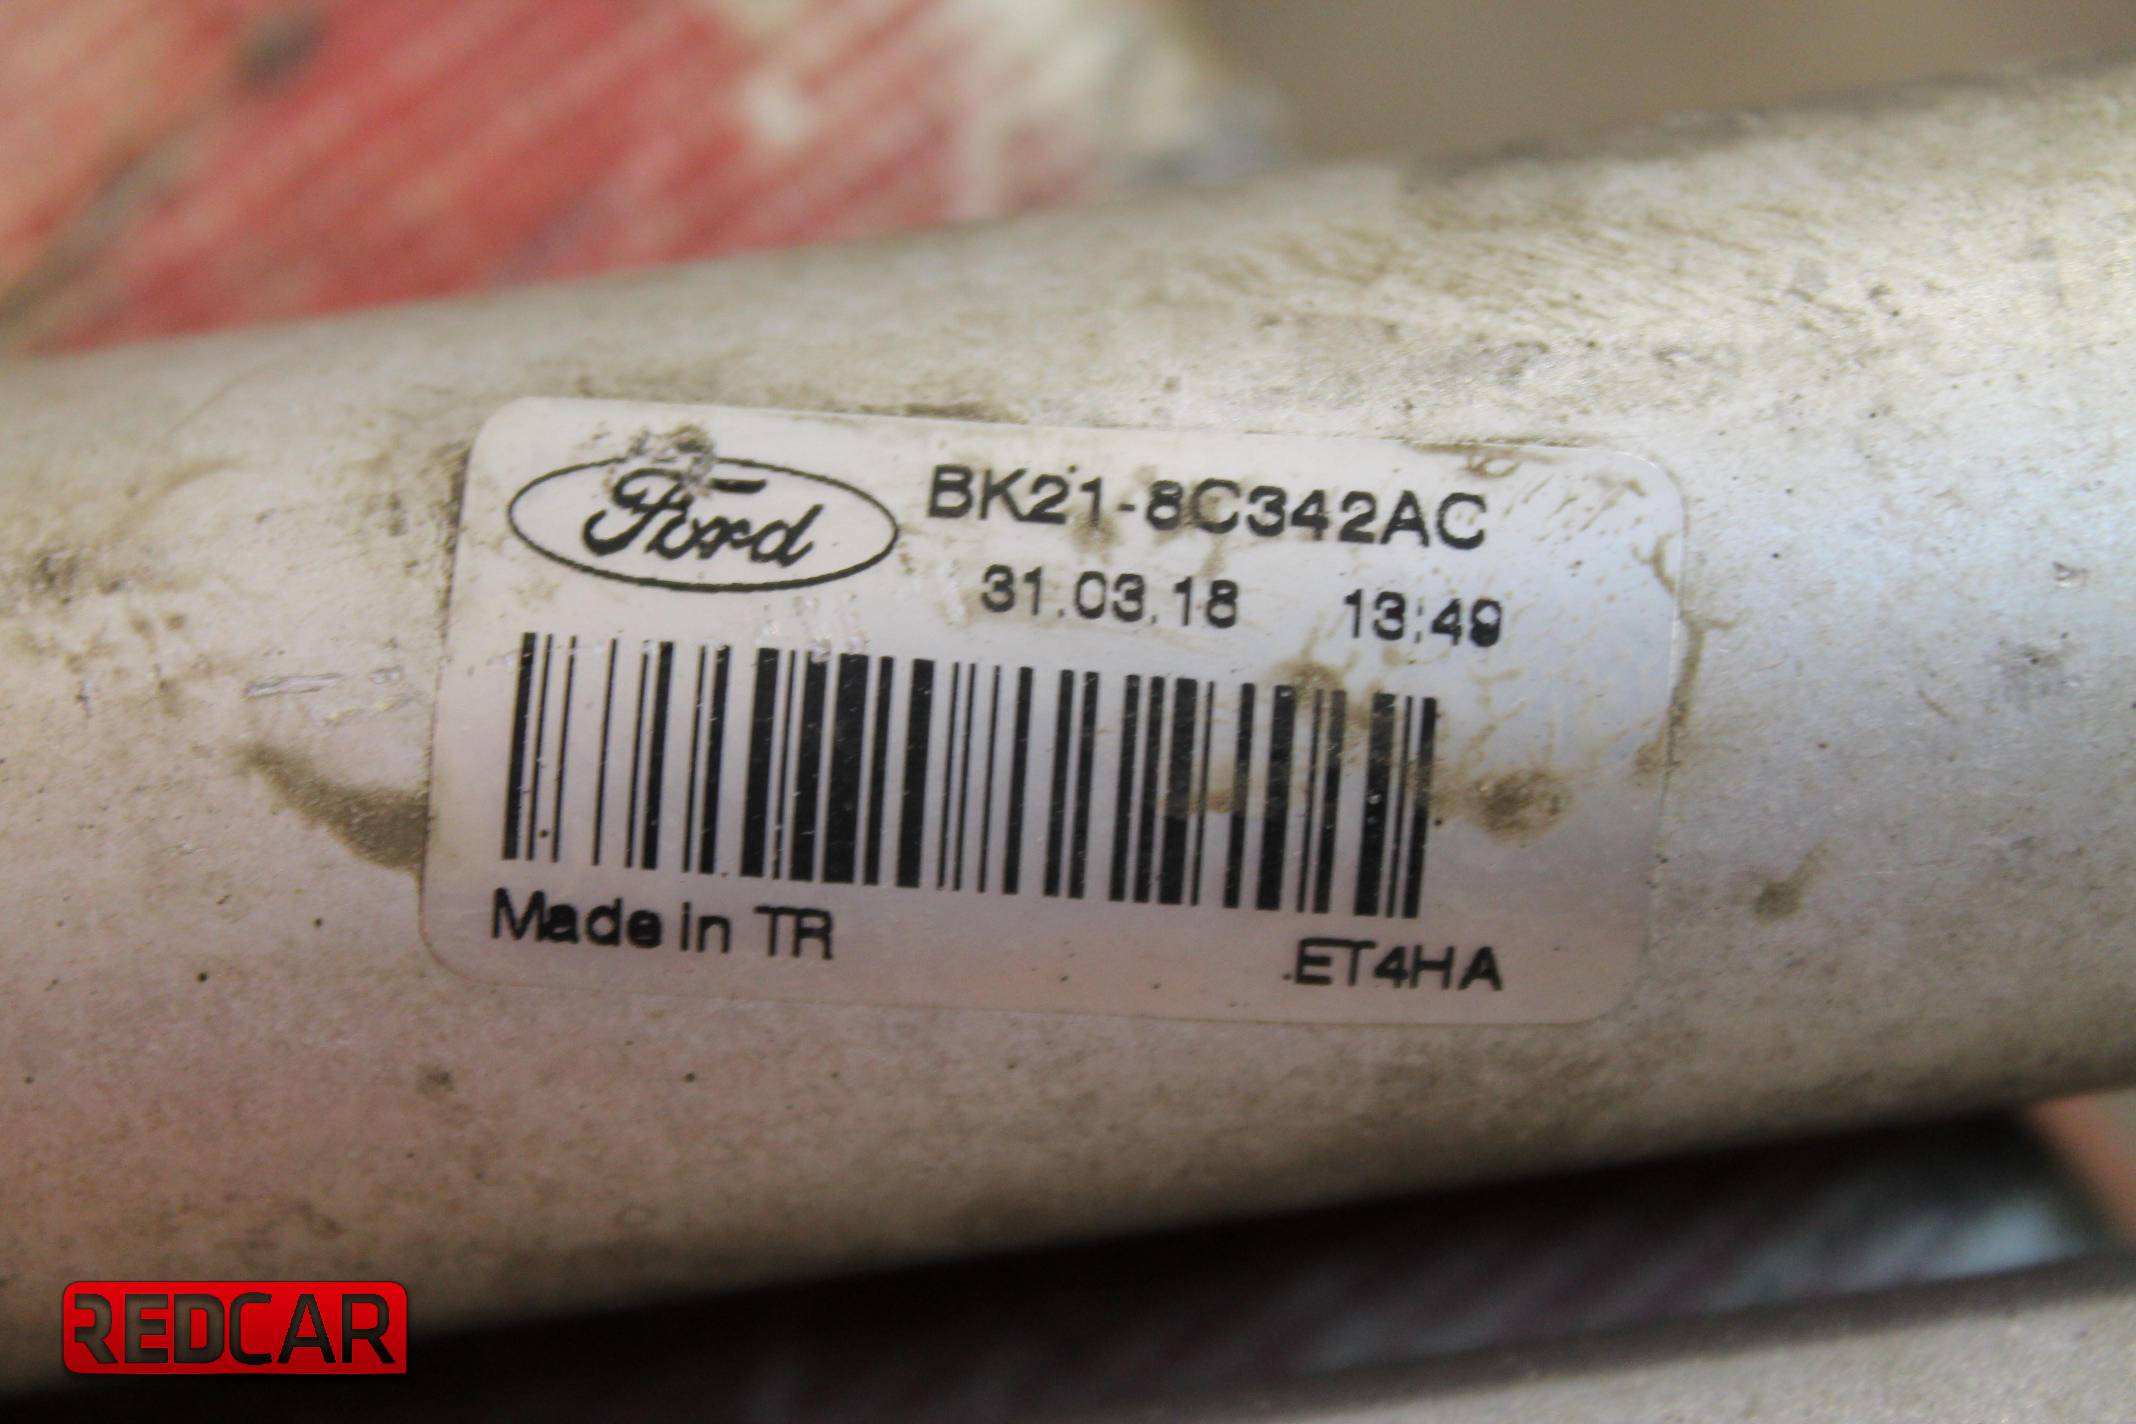 Ford
BK21-8C342AC
31.03.18 13:49
Made in TR
ET4HA
REDCAR